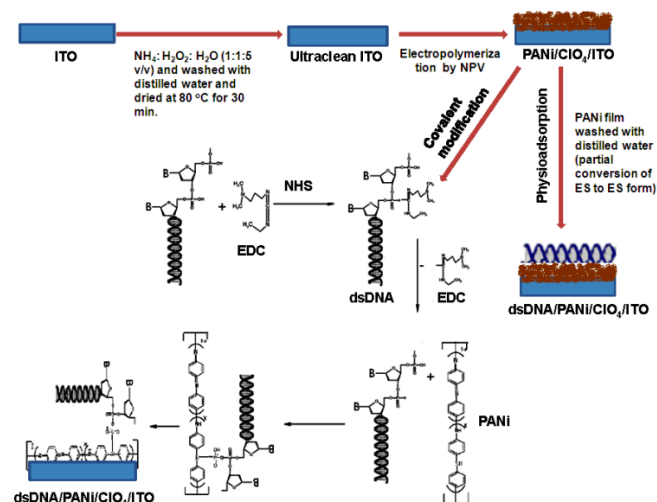 ITO
NH₄: H₂O₂: H₂O (1:1:5
v/v) and washed with
distilled water and
dried at 80 °C for 30
min.
Ultraclean ITO
Electropolymeriza
tion by NPV
PANi/ClO₄/ITO
Covalent
modification
Physioadsorption
PANi film
washed with
distilled water
(partial
conversion of
ES to ES form)
dsDNA/PANi/ClO₄/ITO
B
B
+
H₃C
H₃C
EDC
NHS
B
B
dsDNA
-
EDC
B
B
+
PANi
B
B
B
B
dsDNA/PANi/ClO₄/ITO